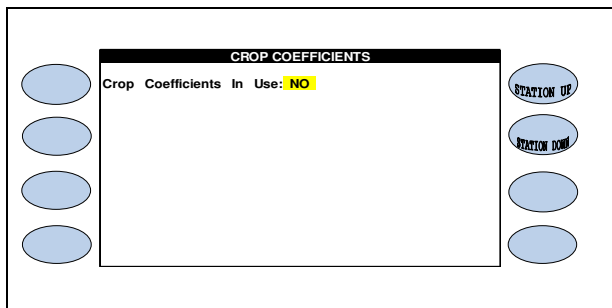 CROP COEFFICIENTS
Crop Coefficients In Use: NO
STATION UP
STATION DOWN